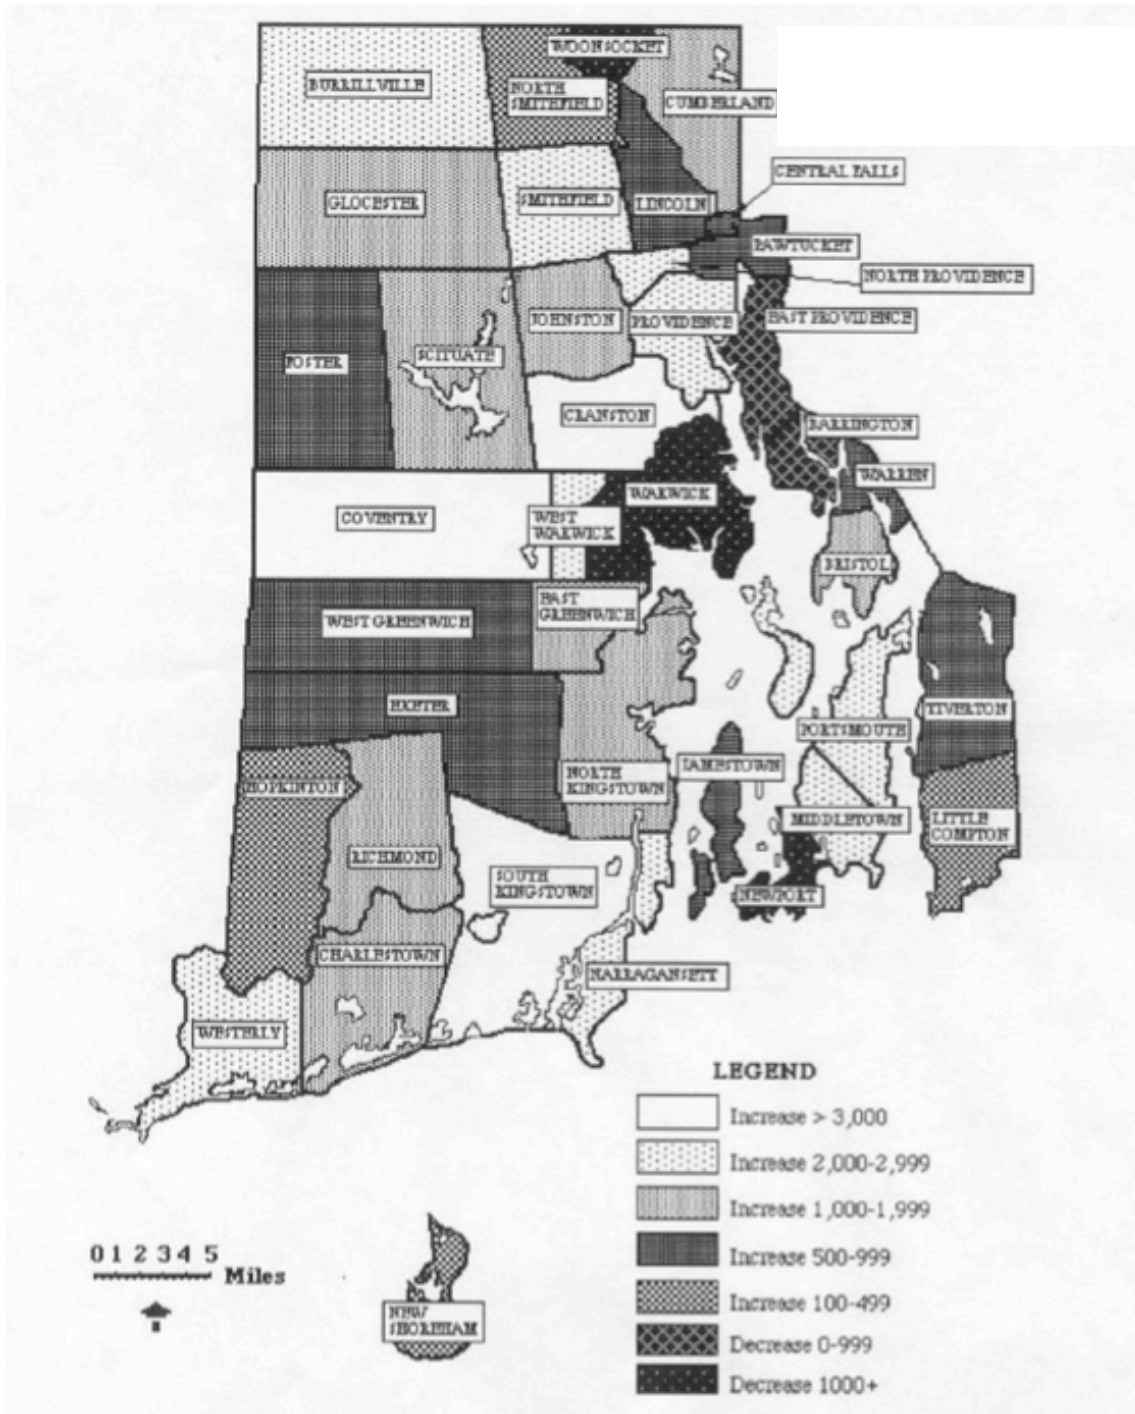 WOONSOCKET
BURRILLVILLE
NORTH
SMITHFIELD
CUMBERLAND
CENTRAL FALLS
GLOCESTER
SMITHFIELD
LINCOLN
PAWTUCKET
NORTH PROVIDENCE
JOHNSTON
PROVIDENCE
EAST PROVIDENCE
FOSTER
SCITUATE
CRANSTON
BARRINGTON
WARREN
WARWICK
COVENTRY
WEST
WARWICK
BRISTOL
EAST
GREENWICH
WEST GREENWICH
EXETER
TIVERTON
PORTSMOUTH
JAMESTOWN
NORTH
KINGSTOWN
HOPKINTON
MIDDLETOWN
LITTLE
COMPTON
RICHMOND
SOUTH
KINGSTOWN
NEWPORT
CHARLESTOWN
NARRAGANSETT
WESTERLY
LEGEND
Increase > 3,000
Increase 2,000-2,999
Increase 1,000-1,999
Increase 500-999
Increase 100-499
Decrease 0-999
Decrease 1000+
0 1 2 3 4 5
Miles
NEW
SHOREHAM